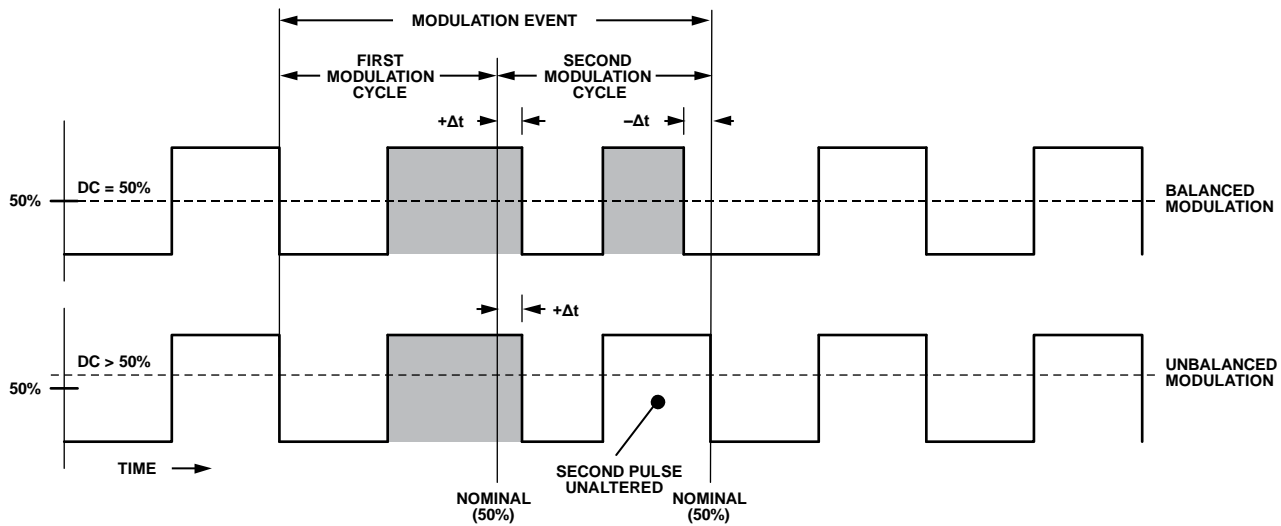 MODULATION EVENT
FIRST
MODULATION
CYCLE
SECOND
MODULATION
CYCLE
+Δt
–Δt
DC = 50%
50%
BALANCED
MODULATION
+Δt
DC > 50%
50%
UNBALANCED
MODULATION
TIME
SECOND PULSE
UNALTERED
NOMINAL
(50%)
NOMINAL
(50%)